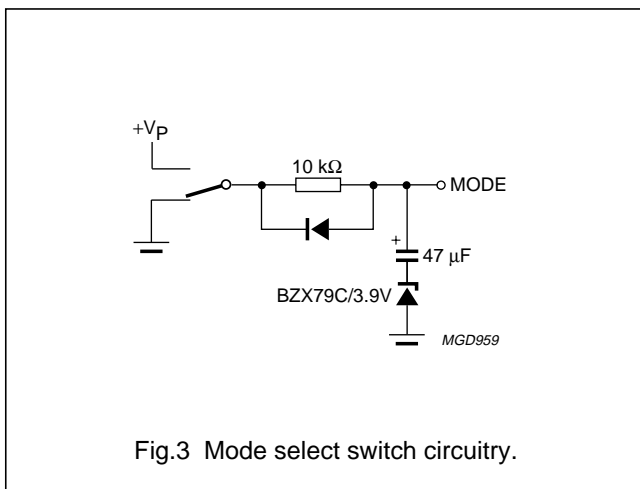 +VP
10 kΩ
MODE
+
47 µF
BZX79C/3.9V
MGD959
Fig.3 Mode select switch circuitry.